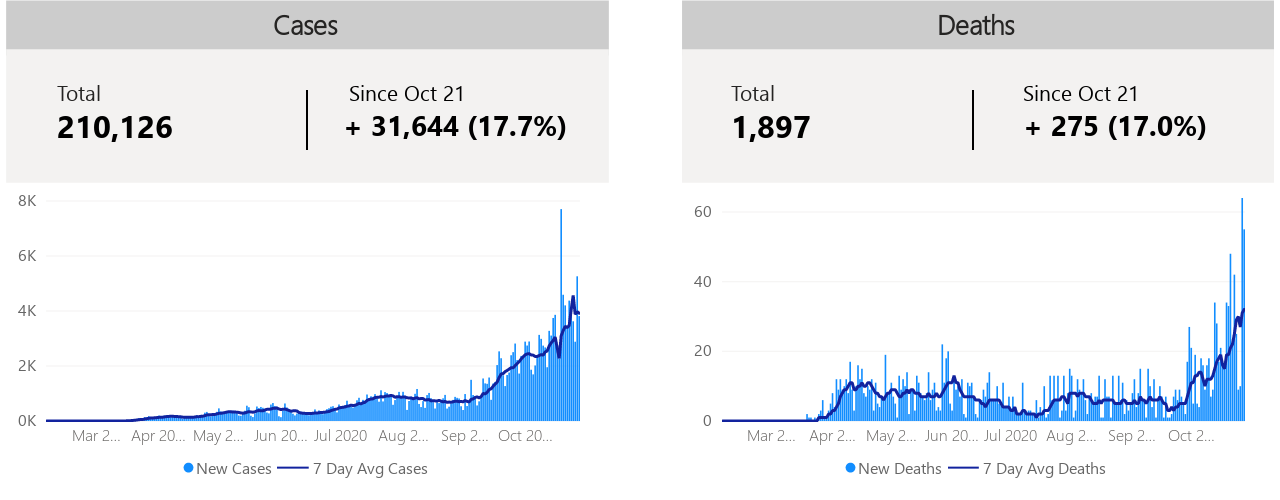 Cases
Total
210,126
Since Oct 21
+ 31,644 (17.7%)
8K
6K
4K
2K
0K
Mar 2... Apr 20... May 2... Jun 20... Jul 2020 Aug 2... Sep 2... Oct 20...
New Cases 7 Day Avg Cases
Deaths
Total
1,897
Since Oct 21
+ 275 (17.0%)
60
40
20
0
Mar 2... Apr 2... May 2... Jun 20... Jul 2020 Aug 2... Sep 2... Oct 2...
New Deaths 7 Day Avg Deaths